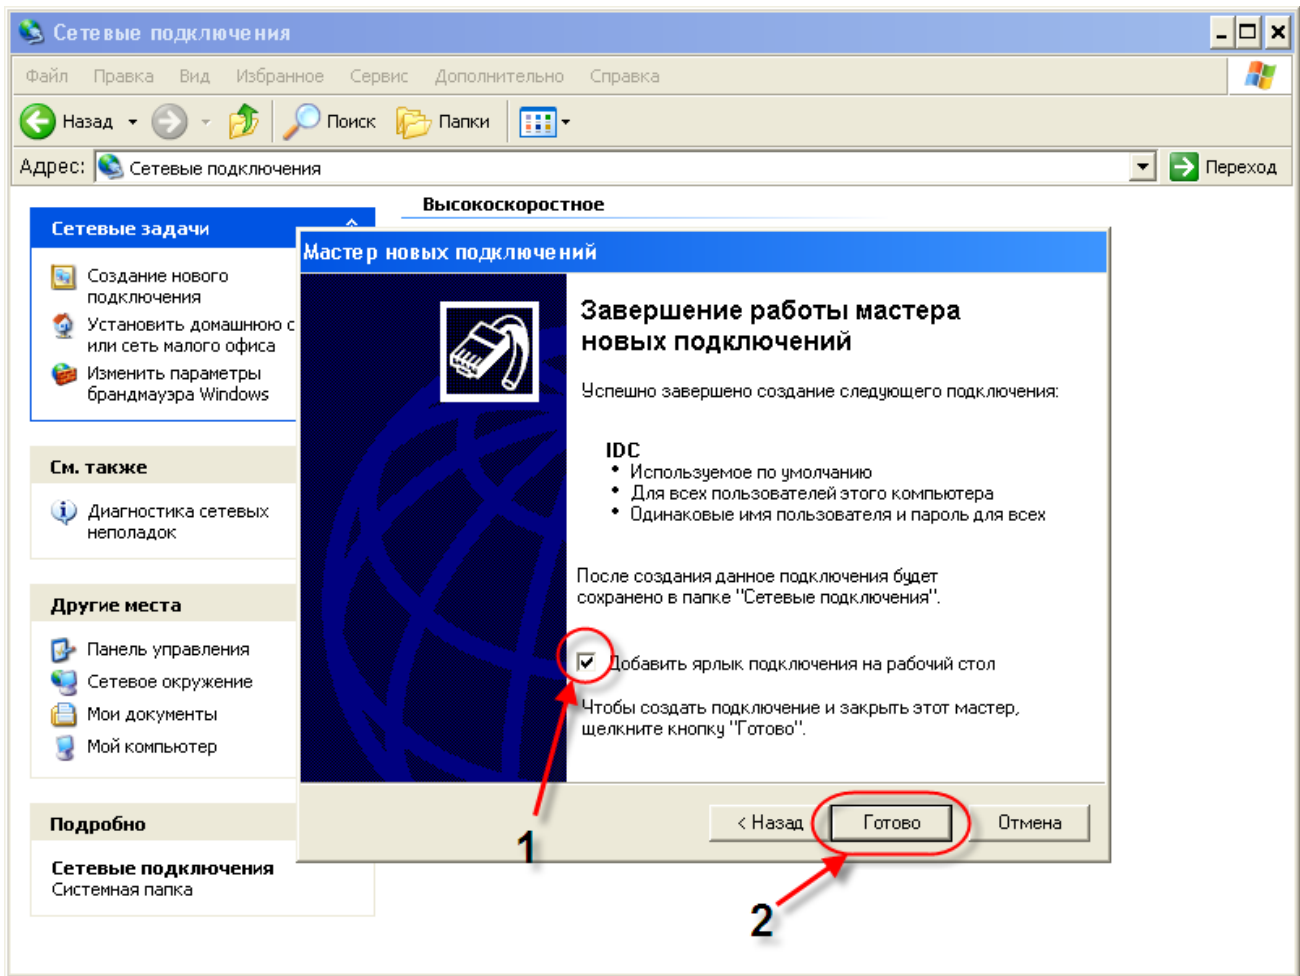 Сетевые подключения
Файл Правка Вид Избранное Сервис Дополнительно Справка
Назад Поиск Папки
Адрес: Сетевые подключения Переход
Высокоскоростное
Сетевые задачи
Создание нового
подключения
Установить домашнюю с
или сеть малого офиса
Изменить параметры
брандмауэра Windows
См. также
Диагностика сетевых
неполадок
Другие места
Панель управления
Сетевое окружение
Мои документы
Мой компьютер
Подробно
Сетевые подключения
Системная папка
Мастер новых подключений
Завершение работы мастера
новых подключений
Успешно завершено создание следующего подключения:
IDC
• Используемое по умолчанию
• Для всех пользователей этого компьютера
• Одинаковые имя пользователя и пароль для всех
После создания данное подключения будет
сохранено в папке "Сетевые подключения".
Добавить ярлык подключения на рабочий стол
Чтобы создать подключение и закрыть этот мастер,
щелкните кнопку "Готово".
< Назад Готово Отмена
1
2